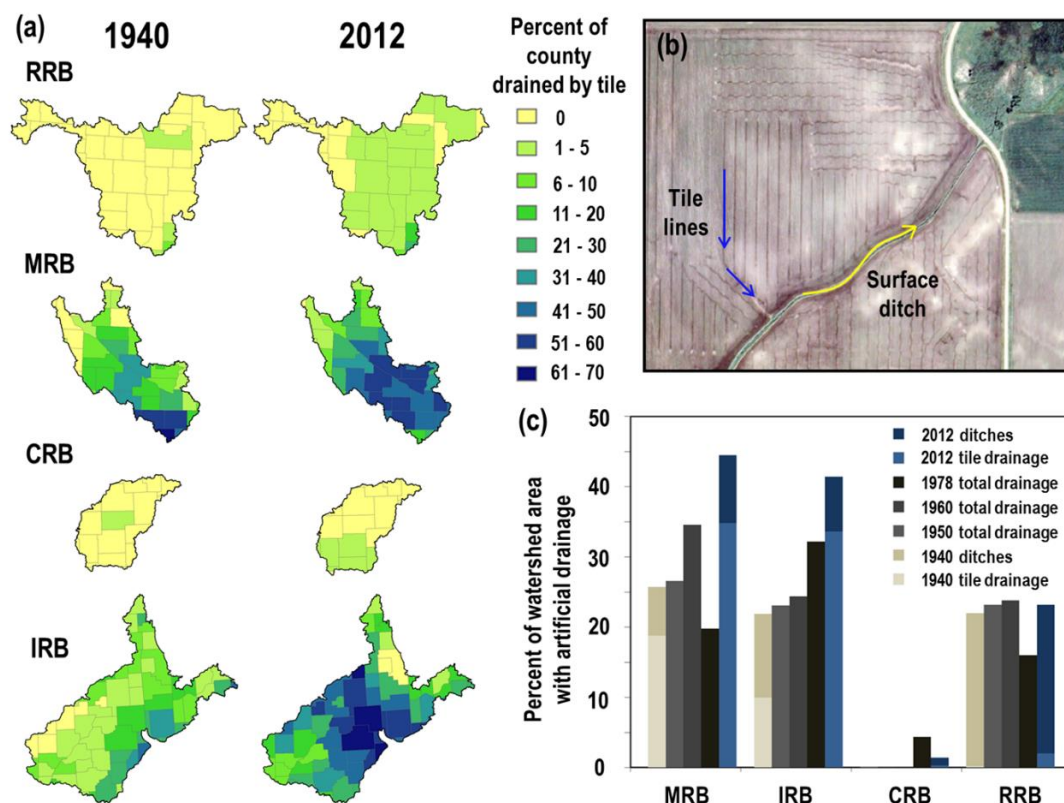 (a)
1940
2012
RRB
MRB
CRB
IRB
Percent of
county
drained by tile
0
1 - 5
6 - 10
11 - 20
21 - 30
31 - 40
41 - 50
51 - 60
61 - 70
(b)
Tile
lines
Surface
ditch
(c)
Percent of watershed area
with artificial drainage
50
40
30
20
10
0
2012 ditches
2012 tile drainage
1978 total drainage
1960 total drainage
1950 total drainage
1940 ditches
1940 tile drainage
MRB IRB CRB RRB